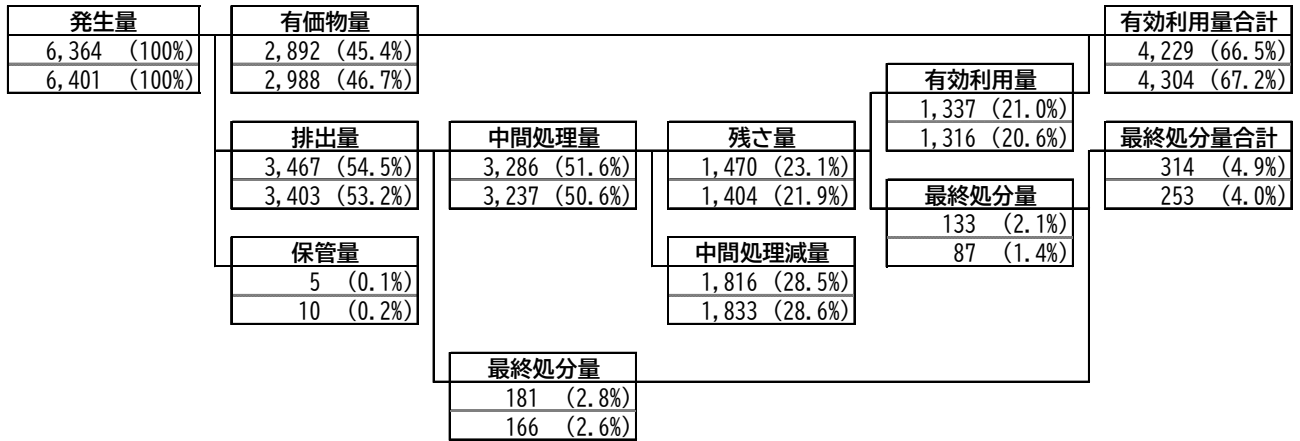 発生量
6,364 (100%)
6,401 (100%)
有価物量
2,892 (45.4%)
2,988 (46.7%)
有効利用量合計
4,229 (66.5%)
4,304 (67.2%)
有効利用量
1,337 (21.0%)
1,316 (20.6%)
排出量
3,467 (54.5%)
3,403 (53.2%)
中間処理量
3,286 (51.6%)
3,237 (50.6%)
残さ量
1,470 (23.1%)
1,404 (21.9%)
最終処分量合計
314 (4.9%)
253 (4.0%)
最終処分量
133 (2.1%)
87 (1.4%)
保管量
5 (0.1%)
10 (0.2%)
中間処理減量
1,816 (28.5%)
1,833 (28.6%)
最終処分量
181 (2.8%)
166 (2.6%)